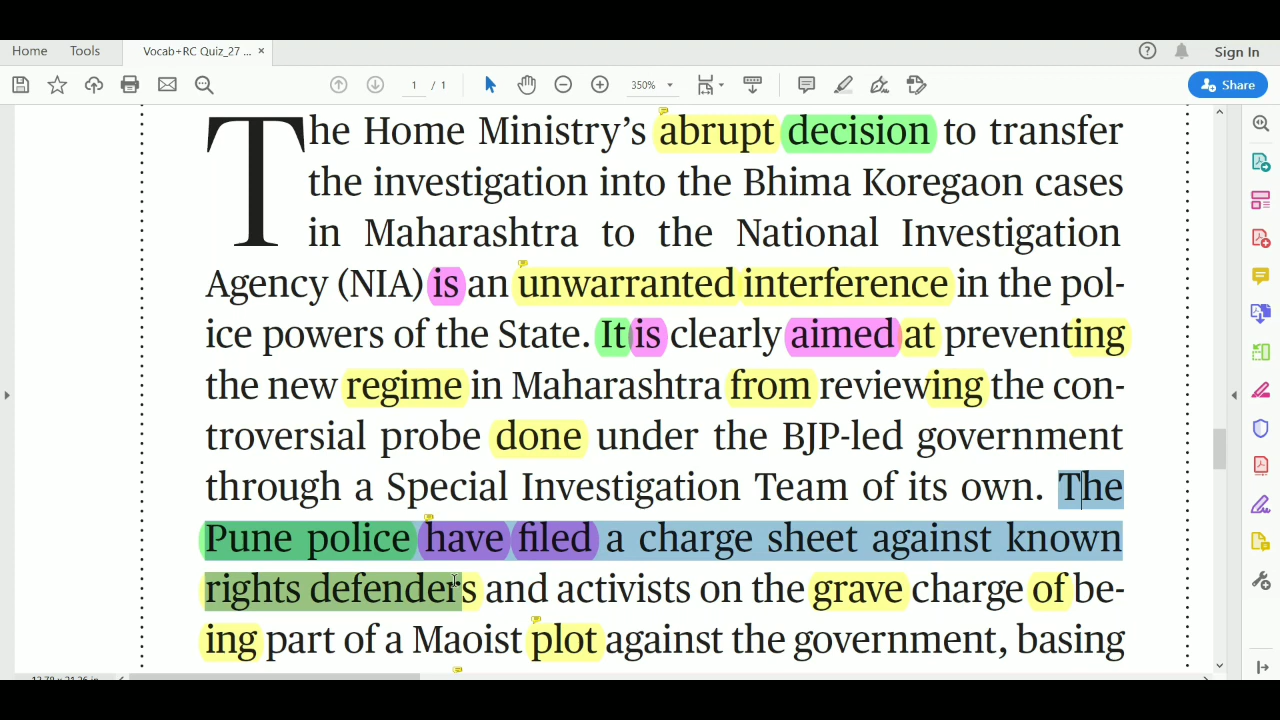 Home Tools Vocab+RC Quiz_27 ... × Sign In
1 / 1 350% Share
The Home Ministry’s abrupt decision to transfer
the investigation into the Bhima Koregaon cases
in Maharashtra to the National Investigation
Agency (NIA) is an unwarranted interference in the pol-
ice powers of the State. It is clearly aimed at preventing
the new regime in Maharashtra from reviewing the con-
troversial probe done under the BJP-led government
through a Special Investigation Team of its own. The
Pune police have filed a charge sheet against known
rights defenders and activists on the grave charge of be-
ing part of a Maoist plot against the government, basing